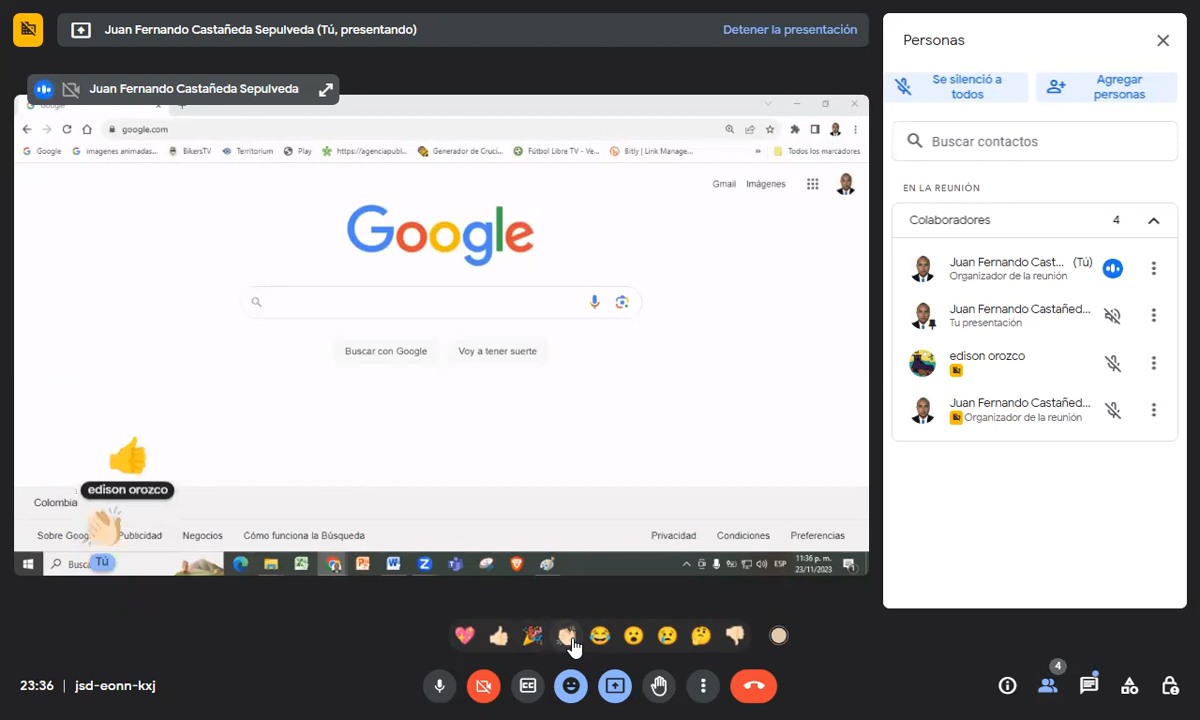 Juan Fernando Castañeda Sepulveda (Tú, presentando)
Detener la presentación
Juan Fernando Castañeda Sepulveda
google.com
Google
imagenes animadas...
BikersTV
Territorium
Play
https://agenciapubl...
Generador de Cruci...
Fútbol Libre TV - Ve...
Bitly | Link Manage...
»
Todos los marcadores
Gmail
Imágenes
Google
Buscar con Google
Voy a tener suerte
edison orozco
Colombia
Tú
Sobre Goog
Publicidad
Negocios
Cómo funciona la Búsqueda
Privacidad
Condiciones
Preferencias
Busca
ESP
11:36 p. m.
23/11/2023
23:36 | jsd-eonn-kxj
Personas
Se silenció a
todos
Agregar
personas
Buscar contactos
EN LA REUNIÓN
Colaboradores
4
Juan Fernando Cast... (Tú)
Organizador de la reunión
Juan Fernando Castañed...
Tu presentación
edison orozco
Juan Fernando Castañed...
Organizador de la reunión
4